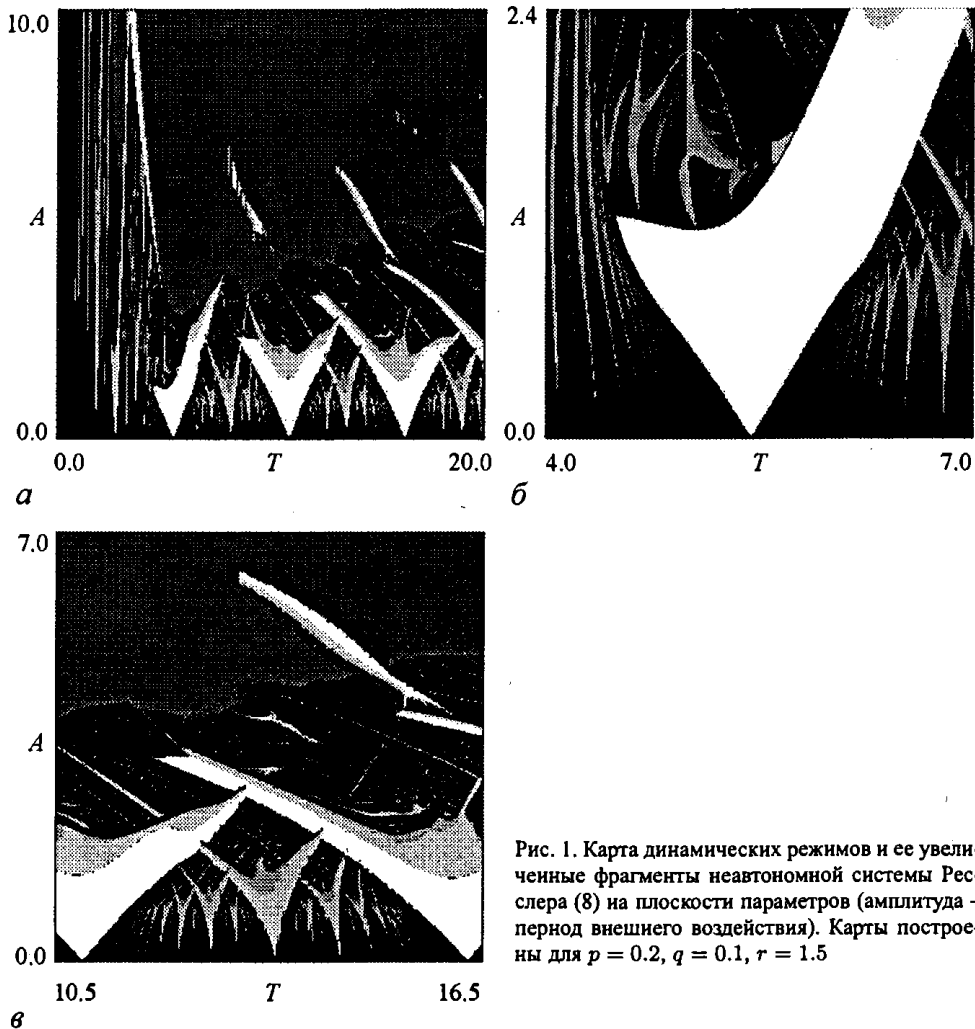 10.0
A
0.0
0.0 T 20.0
а
2.4
A
0.0
4.0 T 7.0
б
7.0
A
0.0
10.5 T 16.5
в
Рис. 1. Карта динамических режимов и ее увели-
ченные фрагменты неавтономной системы Рес-
слера (8) на плоскости параметров (амплитуда -
период внешнего воздействия). Карты построе-
ны для p = 0.2, q = 0.1, r = 1.5